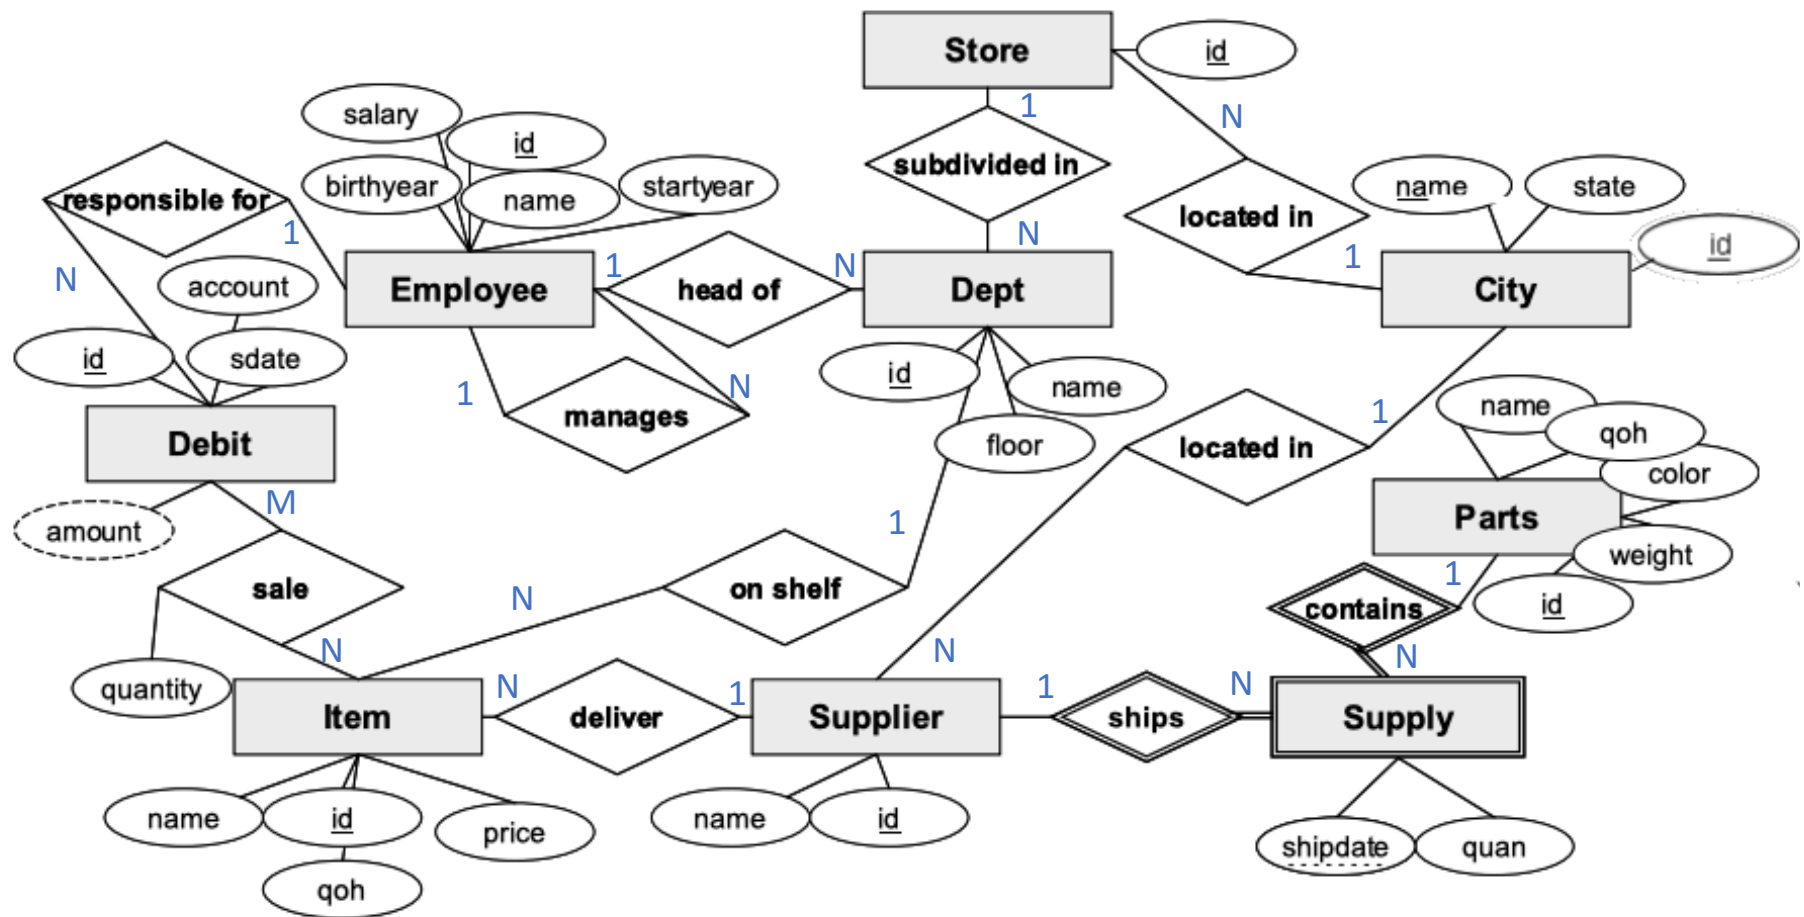 Store
id
1
N
subdivided in
N
located in
1
name
state
id
City
salary
id
birthyear
name
startyear
responsible for
1
N
account
id
sdate
Employee
1
head of
N
Dept
1
manages
N
id
name
floor
Debit
amount
M
sale
quantity
N
N
on shelf
1
located in
1
N
name
qoh
color
Parts
weight
id
1
contains
N
Item
N
deliver
1
Supplier
1
ships
N
Supply
name
id
price
qoh
name
id
shipdate
quan